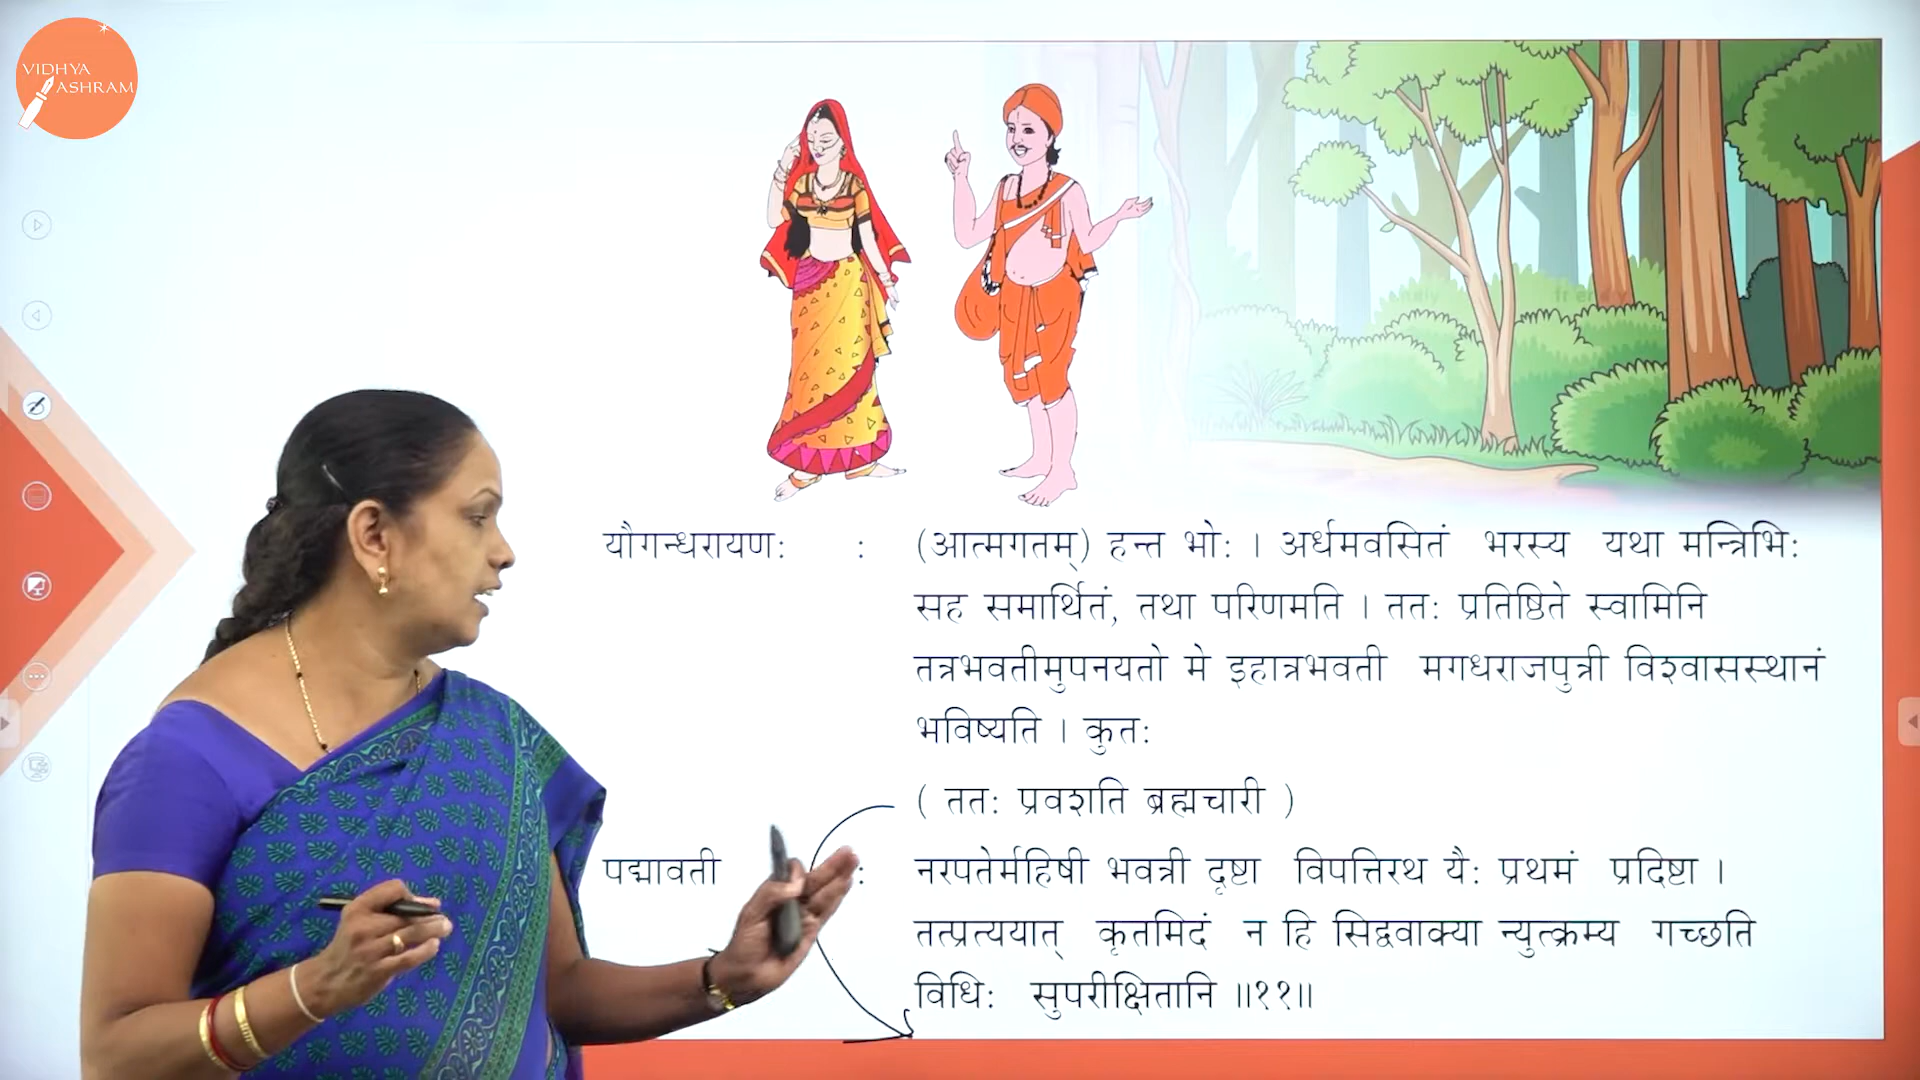 VIDHYA
ASHRAM
यौगन्धरायणः : (आत्मगतम्) हन्त भोः । अर्धमवसितं भरस्य यथा मन्त्रिभिः
सह समार्थितं, तथा परिणमति । ततः प्रतिष्ठिते स्वामिनि
तत्रभवतीमुपनयतो मे इहात्रभवती मगधराजपुत्री विश्वासस्थानं
भविष्यति । कुतः
( ततः प्रवशति ब्रह्मचारी )
पद्मावती : नरपतेर्महिषी भवत्री दृष्टा विपत्तिरथ यैः प्रथमं प्रदिष्टा ।
तत्प्रत्ययात् कृतमिदं न हि सिद्ववाक्या न्युत्क्रम्य गच्छति
विधिः सुपरीक्षितानि ॥११॥